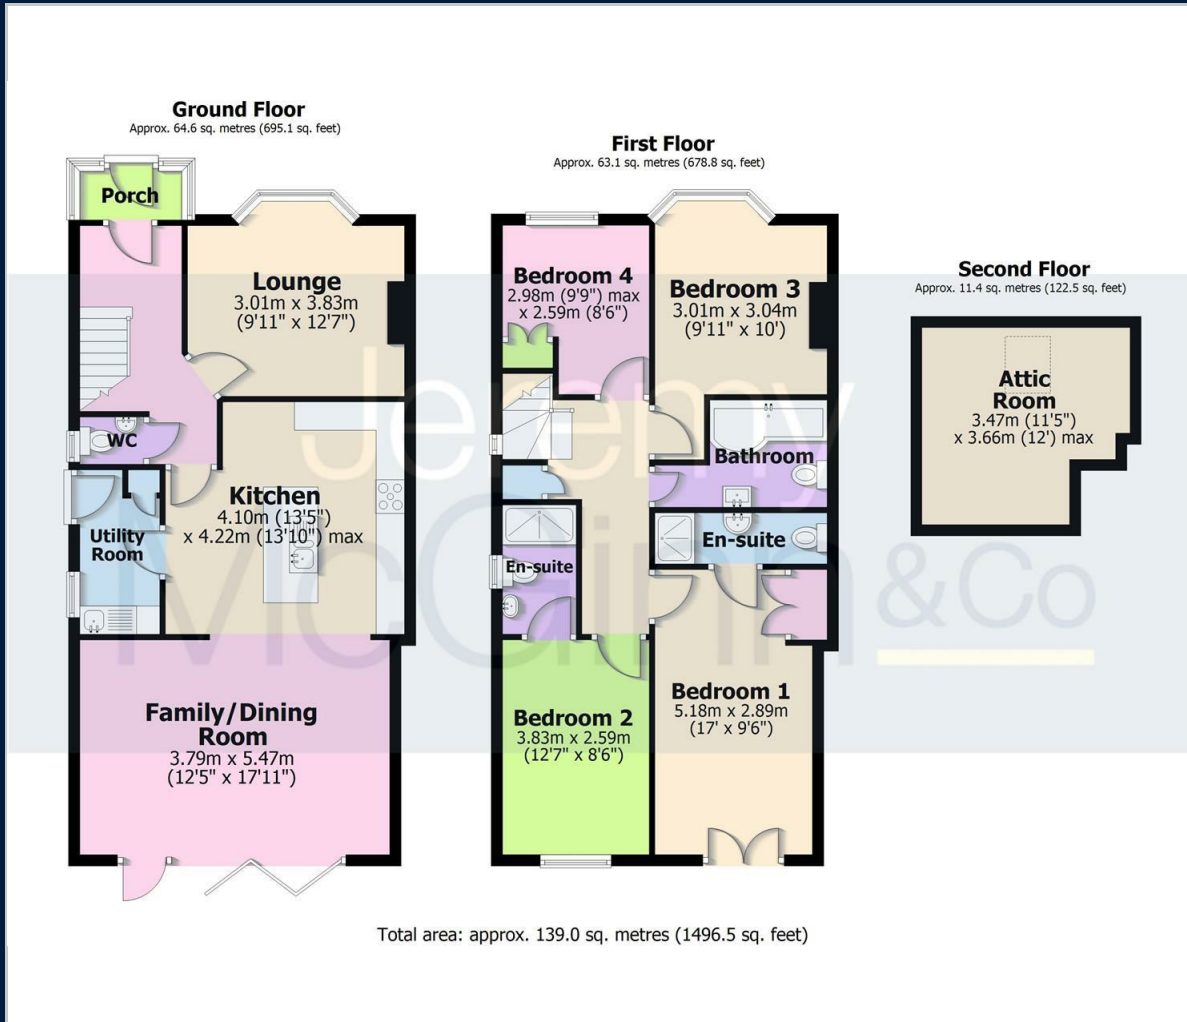 Ground Floor
Approx. 64.6 sq. metres (695.1 sq. feet)
Porch
Lounge
3.01m x 3.83m
(9'11" x 12'7")
WC
Kitchen
4.10m (13'5")
x 4.22m (13'10") max
Utility
Room
Family/Dining
Room
3.79m x 5.47m
(12'5" x 17'11")
First Floor
Approx. 63.1 sq. metres (678.8 sq. feet)
Bedroom 4
2.98m (9'9") max
x 2.59m (8'6")
Bedroom 3
3.01m x 3.04m
(9'11" x 10')
Bathroom
En-suite
En-suite
Bedroom 1
5.18m x 2.89m
(17' x 9'6")
Bedroom 2
3.83m x 2.59m
(12'7" x 8'6")
Second Floor
Approx. 11.4 sq. metres (122.5 sq. feet)
Attic
Room
3.47m (11'5")
x 3.66m (12') max
Jeremy
McGinn &Co
Total area: approx. 139.0 sq. metres (1496.5 sq. feet)